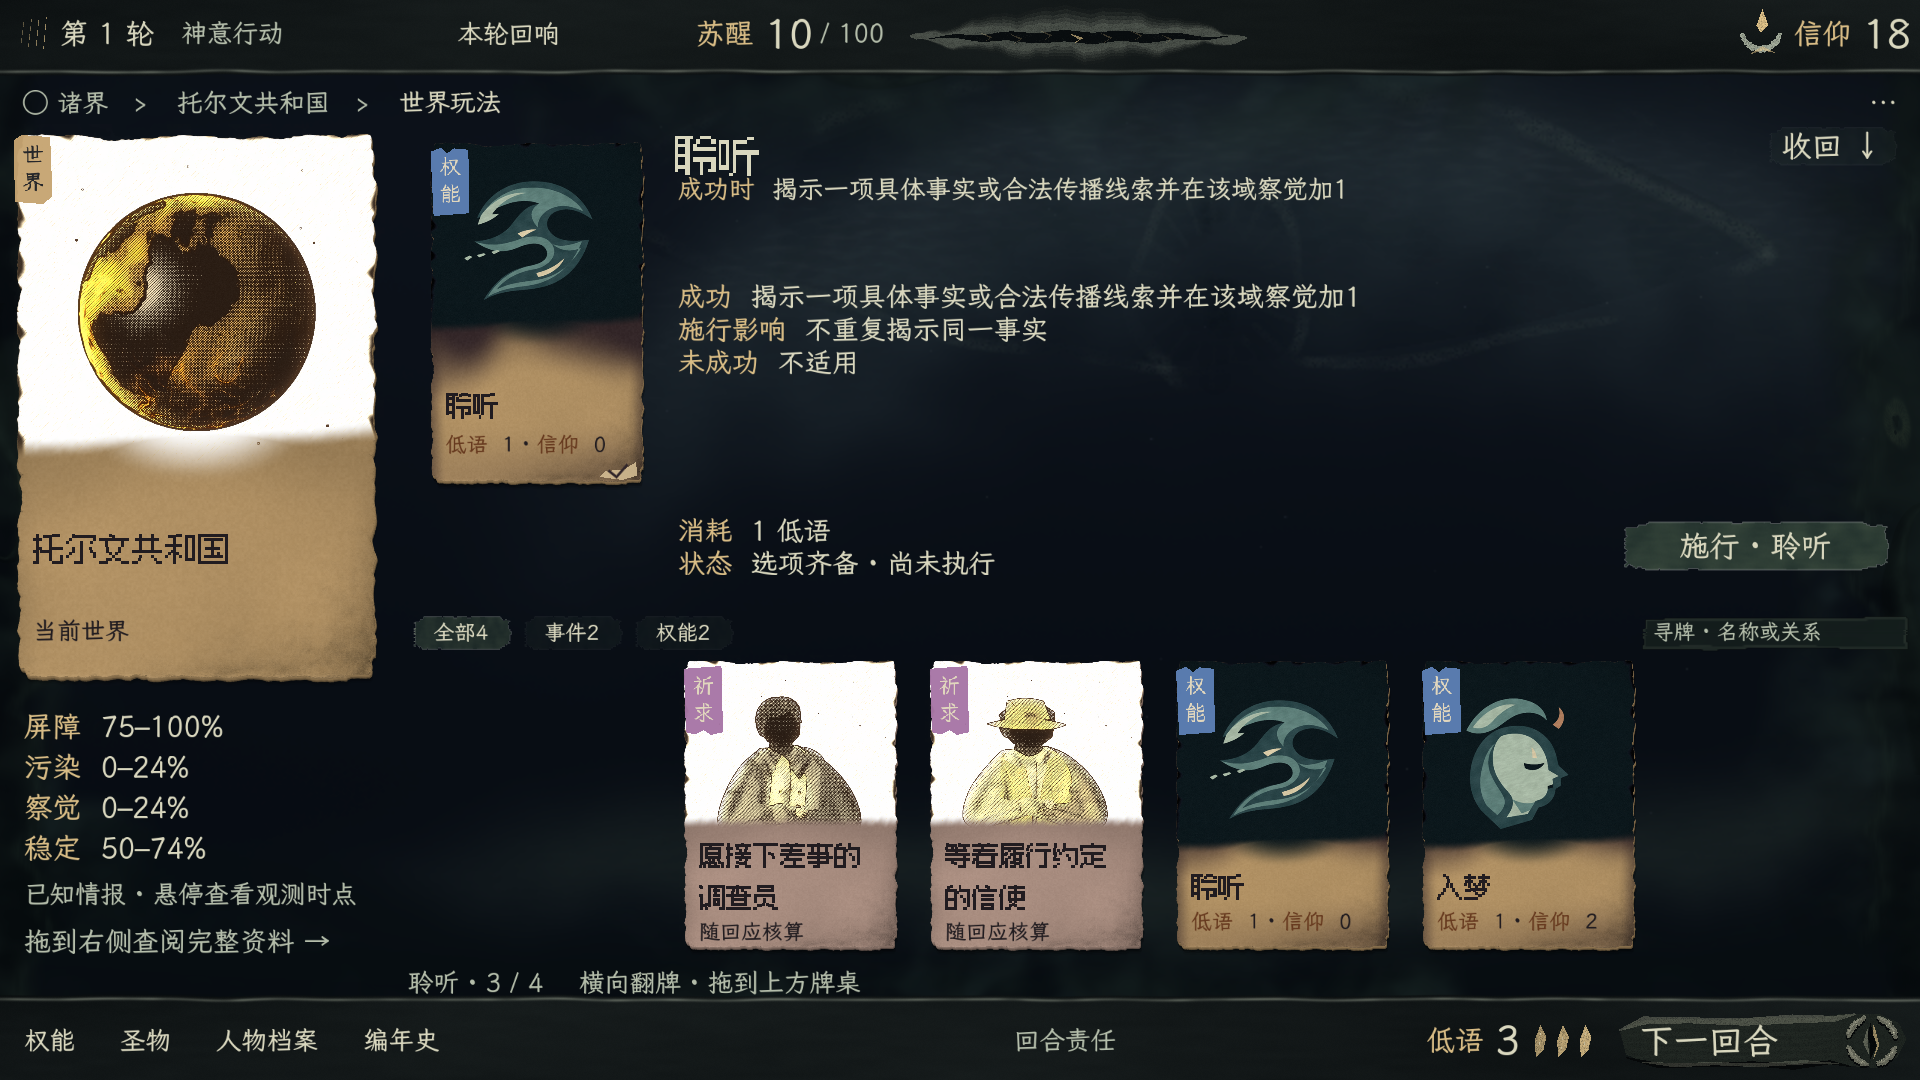 第 1 轮 神意行动 本轮回响 苏醒 10 / 100 信仰 18
诸界 > 托尔文共和国 > 世界玩法 ...
世界
托尔文共和国
当前世界
屏障 75–100%
污染 0–24%
察觉 0–24%
稳定 50–74%
已知情报・悬停查看观测时点
拖到右侧查阅完整资料 →
权能
聆听
低语 1・信仰 0
聆听
收回 ↓
成功时 揭示一项具体事实或合法传播线索并在该域察觉加1
成功 揭示一项具体事实或合法传播线索并在该域察觉加1
施行影响 不重复揭示同一事实
未成功 不适用
消耗 1 低语
状态 选项齐备・尚未执行
施行・聆听
全部4 事件2 权能2 寻牌・名称或关系
祈求
愿接下差事的
调查员
随回应核算
祈求
等着履行约定
的信使
随回应核算
权能
聆听
低语 1・信仰 0
权能
入梦
低语 1・信仰 2
聆听・3 / 4 横向翻牌・拖到上方牌桌
权能 圣物 人物档案 编年史 回合责任 低语 3 下一回合